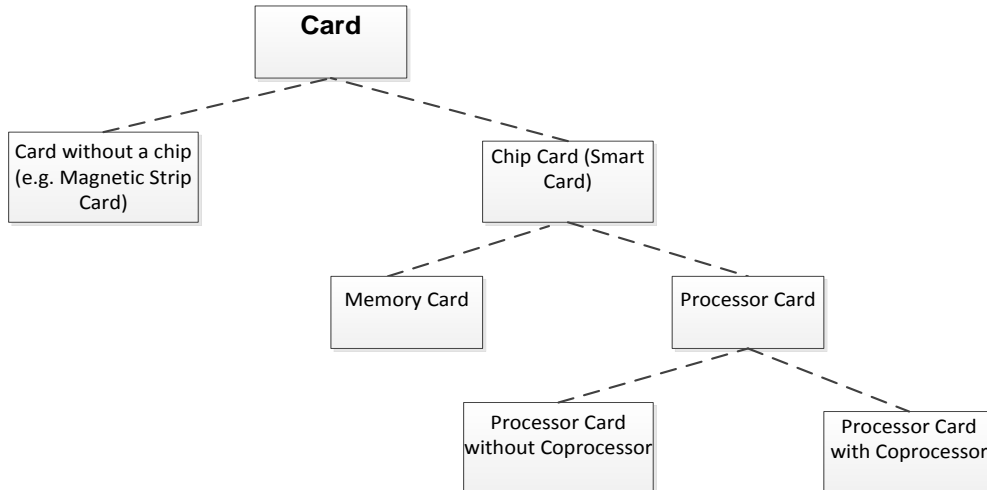 Card
Card without a chip
(e.g. Magnetic Strip
Card)
Chip Card (Smart
Card)
Memory Card
Processor Card
Processor Card
without Coprocessor
Processor Card
with Coprocessor